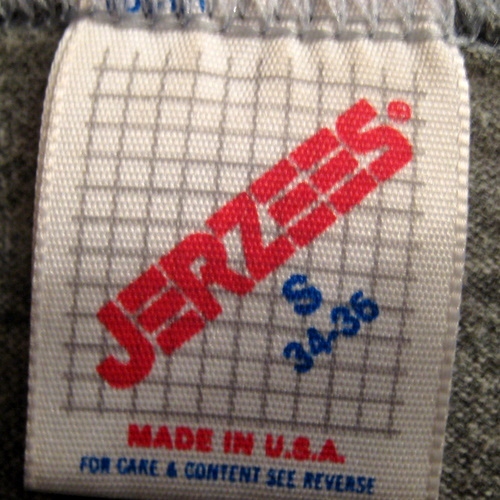 JERZEES®
S
34-36
MADE IN U.S.A.
FOR CARE & CONTENT SEE REVERSE